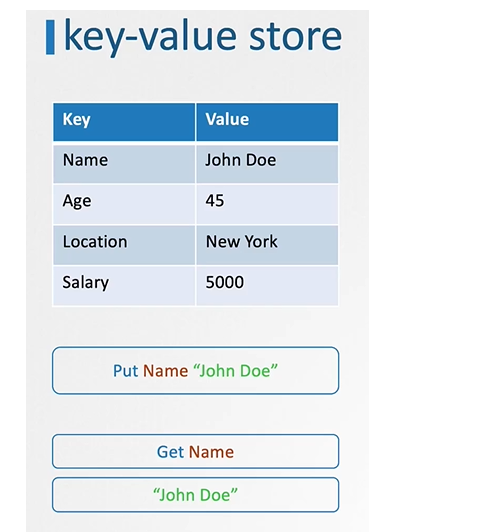 key-value store
Key Value
Name John Doe
Age 45
Location New York
Salary 5000
Put Name “John Doe”
Get Name
“John Doe”